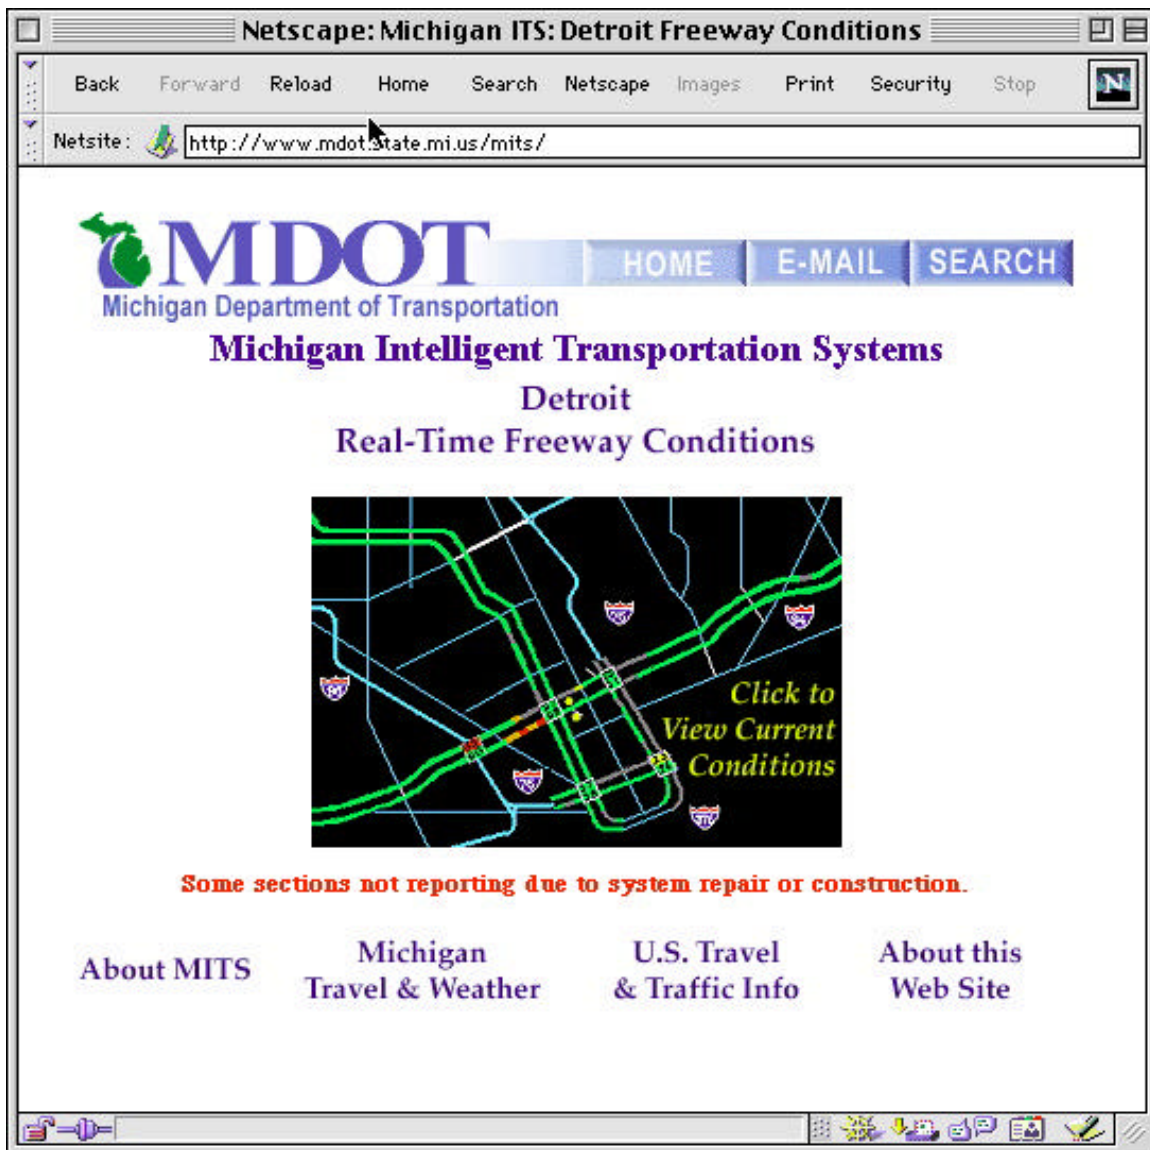 Netscape: Michigan ITS: Detroit Freeway Conditions
Back Forward Reload Home Search Netscape Images Print Security Stop
N
Netsite: http://www.mdot.state.mi.us/mits/
MDOT HOME E-MAIL SEARCH
Michigan Department of Transportation
Michigan Intelligent Transportation Systems
Detroit
Real-Time Freeway Conditions
94
96
75
Click to
View Current
Conditions
Some sections not reporting due to system repair or construction.
About MITS
Michigan
Travel & Weather
U.S. Travel
& Traffic Info
About this
Web Site